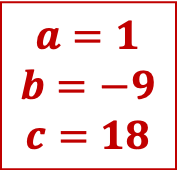 a = 1
b = −9
c = 18